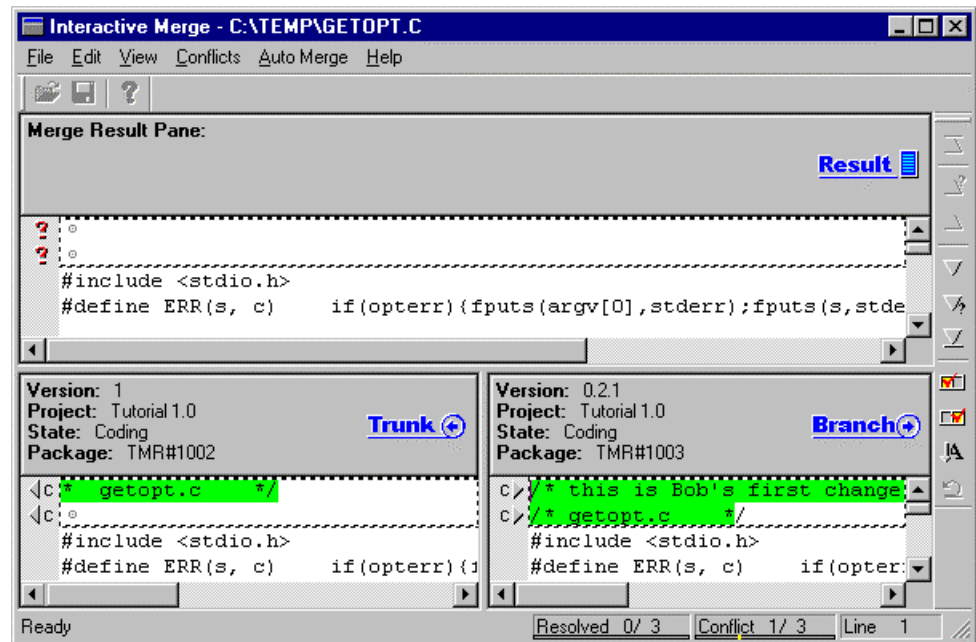 Interactive Merge - C:\TEMP\GETOPT.C
File Edit View Conflicts Auto Merge Help
Merge Result Pane:
Result
#include <stdio.h>
#define ERR(s, c) if(opterr){fputs(argv[0],stderr);fputs(s,stde
Version: 1
Project: Tutorial 1.0
State: Coding
Package: TMR#1002
Trunk
C * getopt.c */
C
#include <stdio.h>
#define ERR(s, c) if(opterr){
Version: 0.2.1
Project: Tutorial 1.0
State: Coding
Package: TMR#1003
Branch
C /* this is Bob's first change
C /* getopt.c */
#include <stdio.h>
#define ERR(s, c) if(opter
Ready
Resolved 0/ 3 Conflict 1/ 3 Line 1